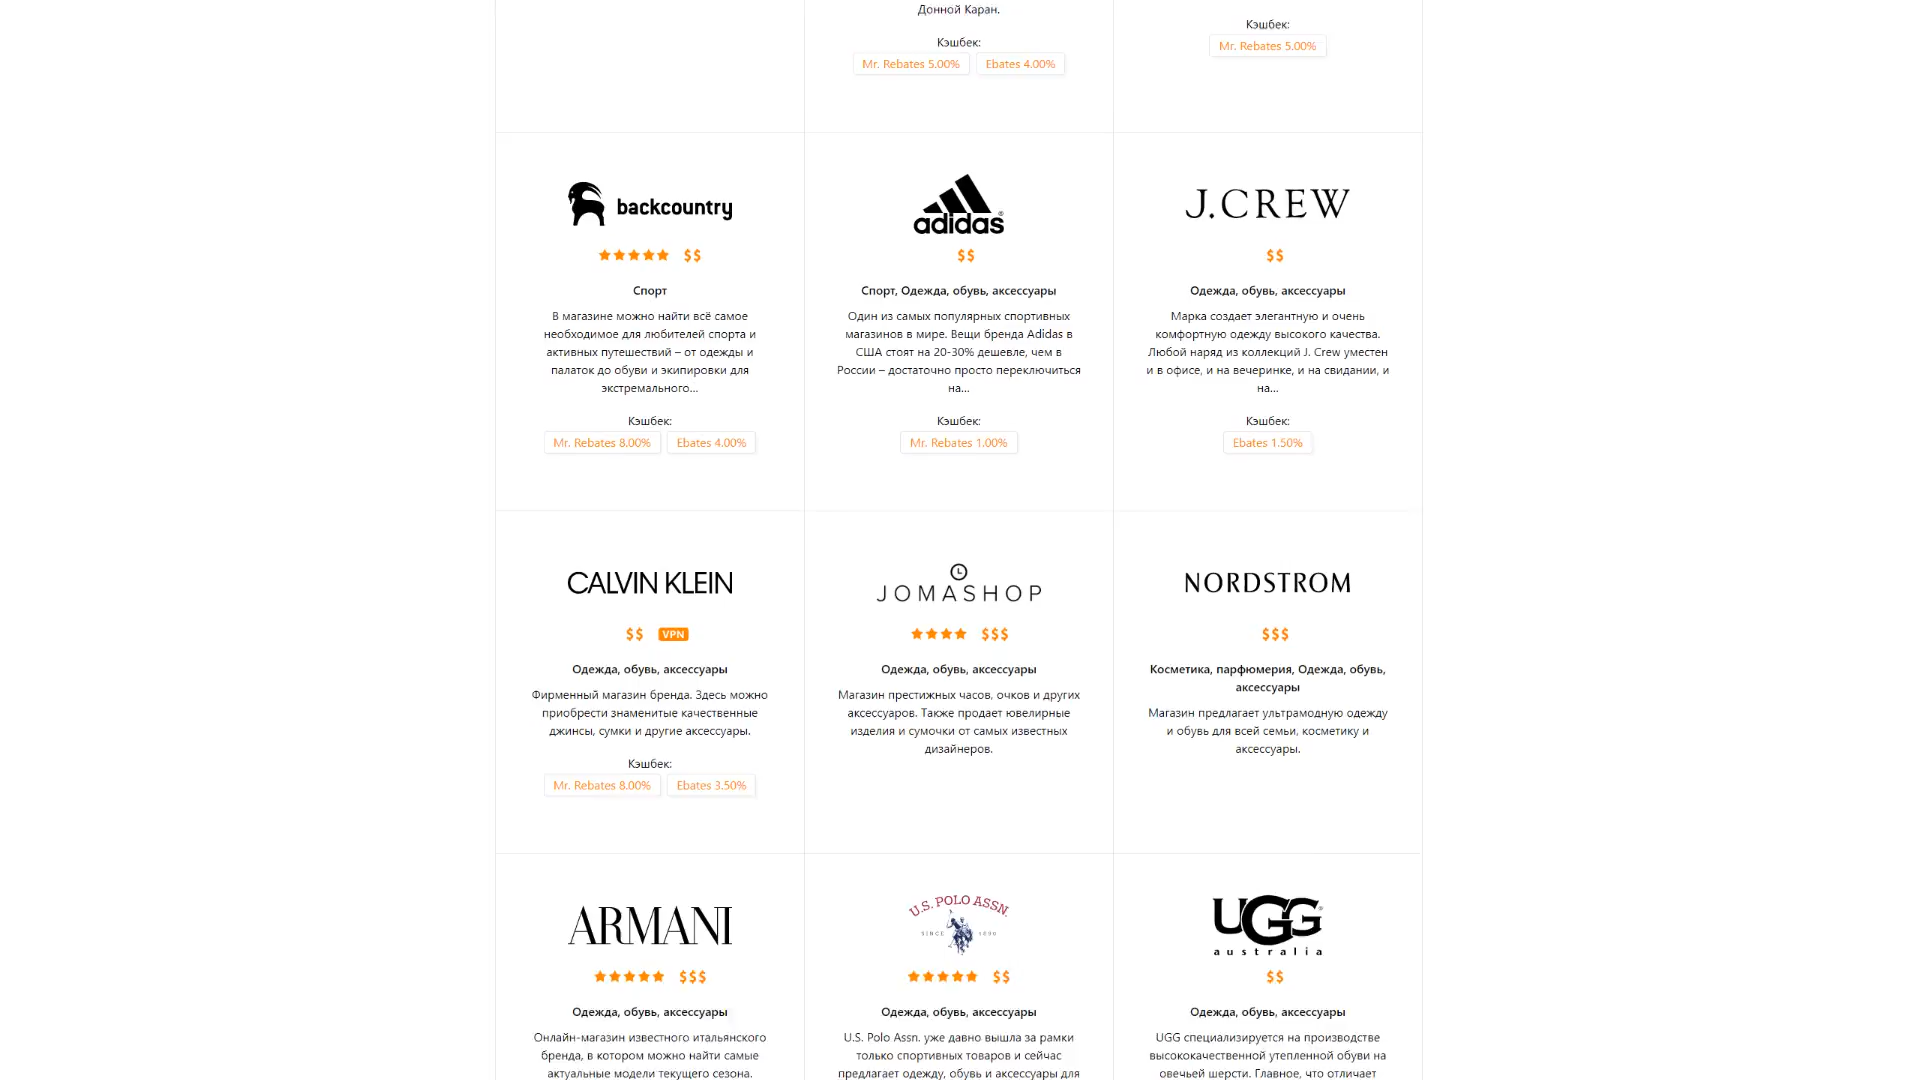 Донной Каран.
Кэшбек:
Mr. Rebates 5.00% Ebates 4.00%
Кэшбек:
Mr. Rebates 5.00%
backcountry
$$
Спорт
В магазине можно найти всё самое
необходимое для любителей спорта и
активных путешествий – от одежды и
палаток до обуви и экипировки для
экстремального...
Кэшбек:
Mr. Rebates 8.00% Ebates 4.00%
adidas®
$$
Спорт, Одежда, обувь, аксессуары
Один из самых популярных спортивных
магазинов в мире. Вещи бренда Adidas в
США стоят на 20-30% дешевле, чем в
России – достаточно просто переключиться
на...
Кэшбек:
Mr. Rebates 1.00%
J.CREW
$$
Одежда, обувь, аксессуары
Марка создает элегантную и очень
комфортную одежду высокого качества.
Любой наряд из коллекций J. Crew уместен
и в офисе, и на вечеринке, и на свидании, и
на...
Кэшбек:
Ebates 1.50%
CALVIN KLEIN
$$ VPN
Одежда, обувь, аксессуары
Фирменный магазин бренда. Здесь можно
приобрести знаменитые качественные
джинсы, сумки и другие аксессуары.
Кэшбек:
Mr. Rebates 8.00% Ebates 3.50%
JOMASHOP
$$$
Одежда, обувь, аксессуары
Магазин престижных часов, очков и других
аксессуаров. Также продает ювелирные
изделия и сумочки от самых известных
дизайнеров.
NORDSTROM
$$$
Косметика, парфюмерия, Одежда, обувь,
аксессуары
Магазин предлагает ультрамодную одежду
и обувь для всей семьи, косметику и
аксессуары.
ARMANI
$$$
Одежда, обувь, аксессуары
Онлайн-магазин известного итальянского
бренда, в котором можно найти самые
актуальные модели текущего сезона.
U.S. POLO ASSN.
SINCE 1890
$$
Одежда, обувь, аксессуары
U.S. Polo Assn. уже давно вышла за рамки
только спортивных товаров и сейчас
предлагает одежду, обувь и аксессуары для
UGG®
australia
$$
Одежда, обувь, аксессуары
UGG специализируется на производстве
высококачественной утепленной обуви на
овечьей шерсти. Главное, что отличает